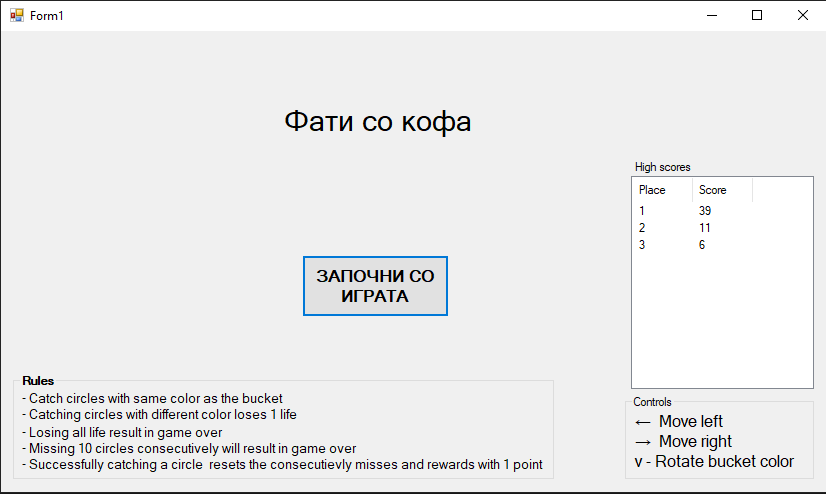 Form1
Фати со кофа
High scores
Place Score
1 39
2 11
3 6
ЗАПОЧНИ СО
ИГРАТА
Rules
- Catch circles with same color as the bucket
- Catching circles with different color loses 1 life
- Losing all life result in game over
- Missing 10 circles consecutively will result in game over
- Successfully catching a circle resets the consecutievly misses and rewards with 1 point
Controls
← Move left
→ Move right
v - Rotate bucket color